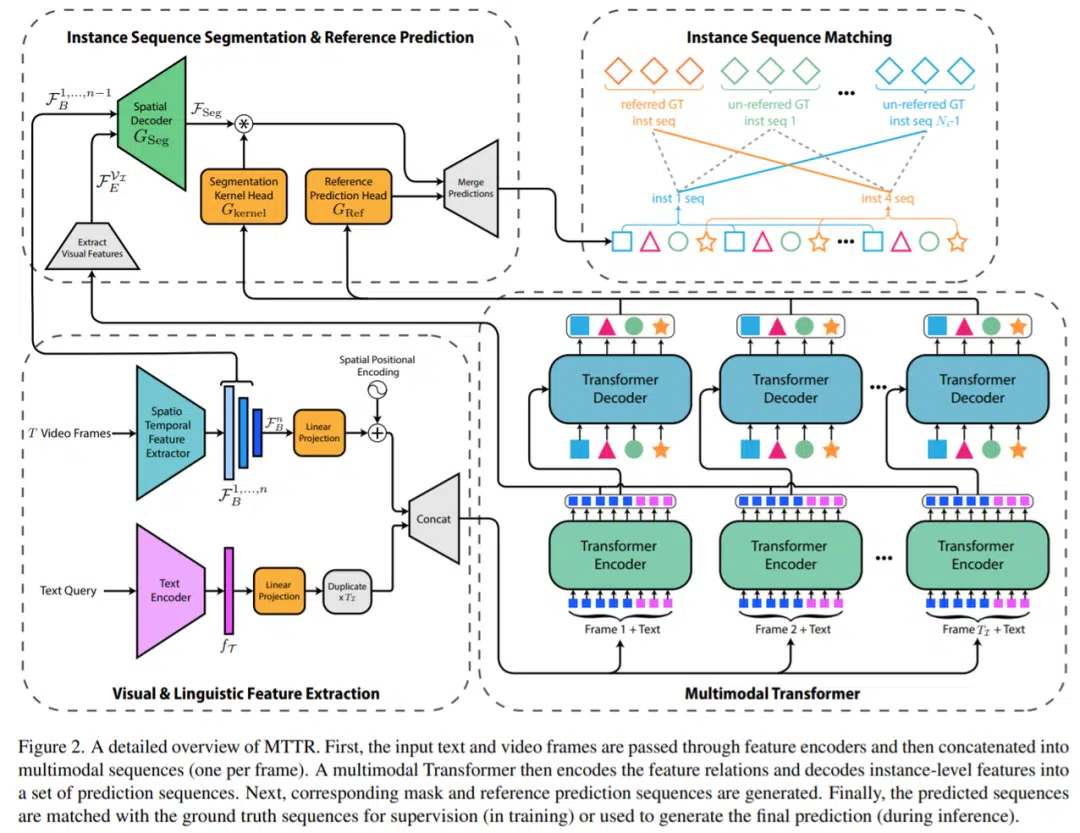 Instance Sequence Segmentation & Reference Prediction
$\mathcal{F}_B^{1,\ldots,n-1}$
Spatial
Decoder
$G_{\text{Seg}}$
$\mathcal{F}_{\text{Seg}}$
$\mathcal{F}_E^{\mathcal{V}_\mathcal{I}}$
Segmentation
Kernel Head
$G_{\text{kernel}}$
Reference
Prediction Head
$G_{\text{Ref}}$
Merge
Predictions
Extract
Visual Features
Instance Sequence Matching
referred GT
inst seq
un-referred GT
inst seq 1
...
un-referred GT
inst seq $N_i$-1
inst 1 seq
inst 4 seq
...
Spatial Positional
Encoding
T Video Frames
Spatio
Temporal
Feature
Extractor
$\mathcal{F}_B^n$
Linear
Projection
+
$\mathcal{F}_B^{1,\ldots,n}$
Concat
Text Query
Text
Encoder
$f_\mathcal{T}$
Linear
Projection
Duplicate
x $T_\mathcal{I}$
Visual & Linguistic Feature Extraction
Transformer
Decoder
Transformer
Decoder
...
Transformer
Decoder
Transformer
Encoder
Transformer
Encoder
...
Transformer
Encoder
Frame 1 + Text
Frame 2 + Text
Frame $T_\mathcal{I}$ + Text
Multimodal Transformer
Figure 2. A detailed overview of MTTR. First, the input text and video frames are passed through feature encoders and then concatenated into
multimodal sequences (one per frame). A multimodal Transformer then encodes the feature relations and decodes instance-level features into
a set of prediction sequences. Next, corresponding mask and reference prediction sequences are generated. Finally, the predicted sequences
are matched with the ground truth sequences for supervision (in training) or used to generate the final prediction (during inference).